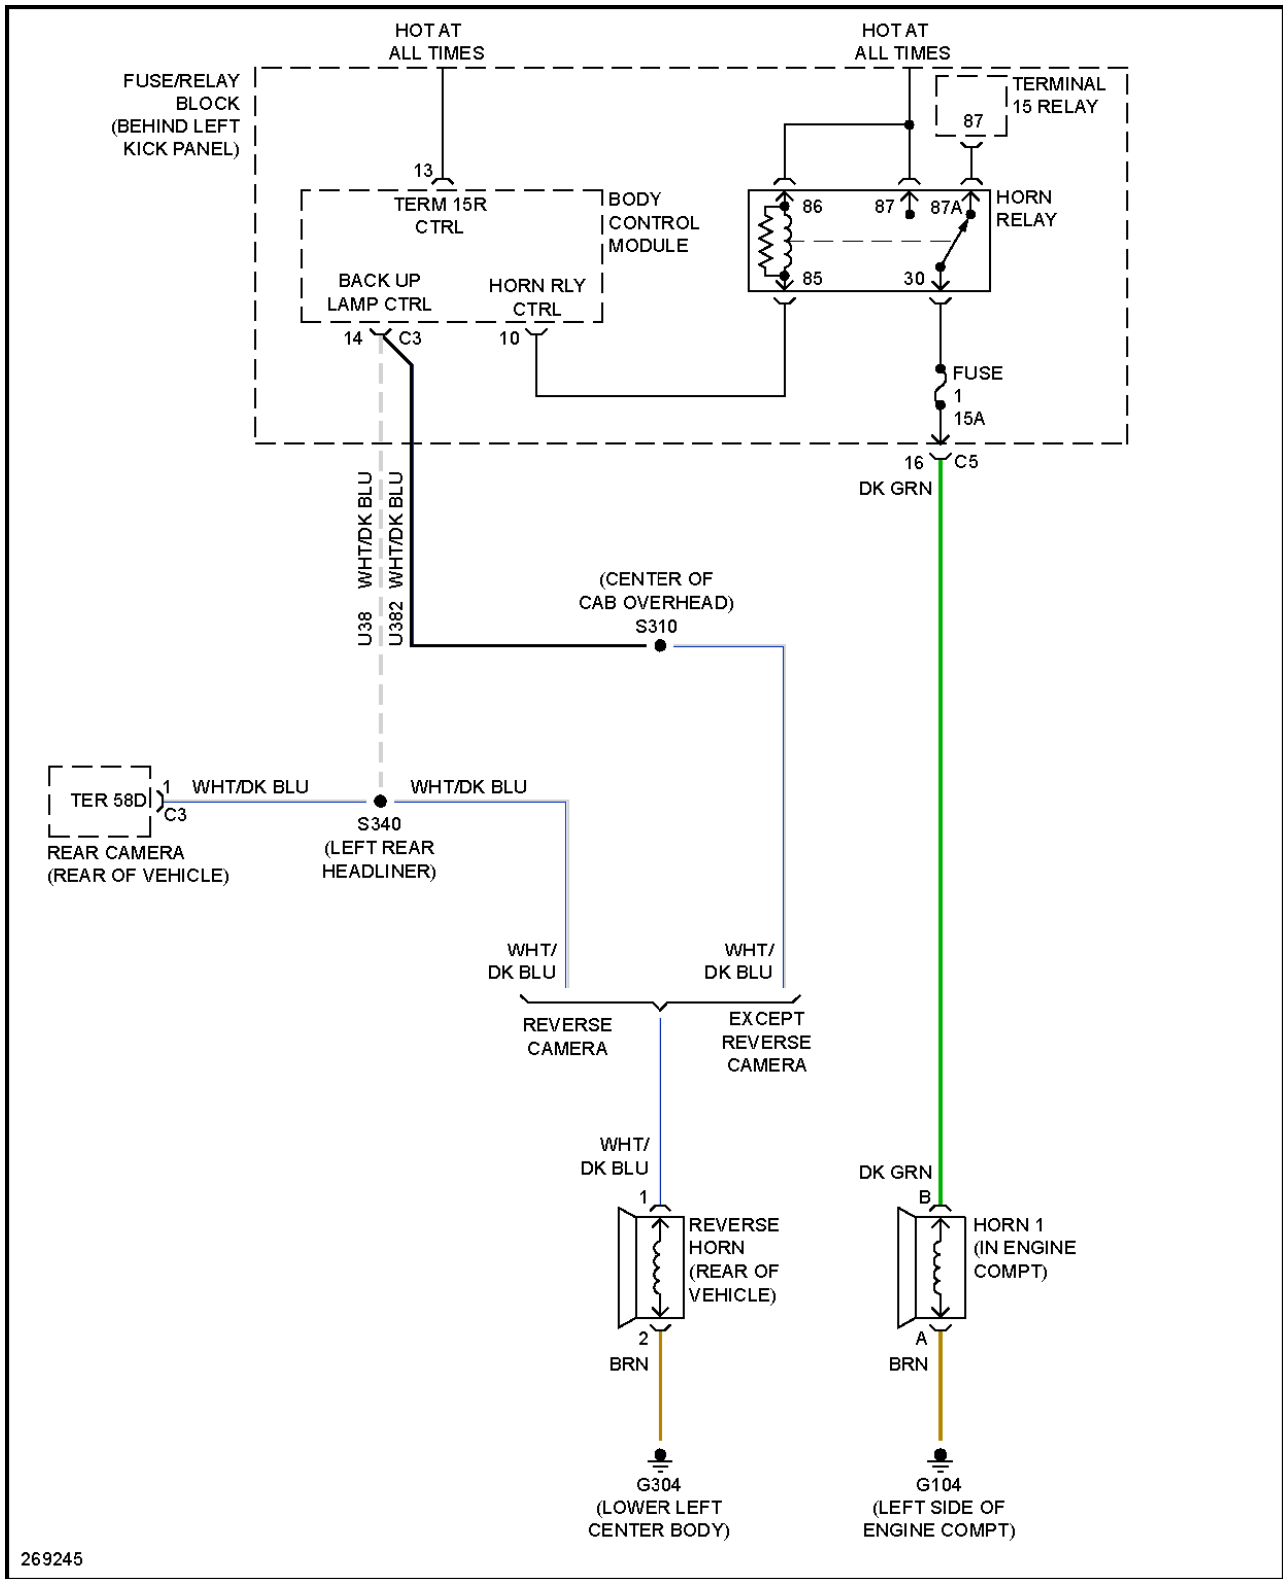 HOT AT
ALL TIMES
HOT AT
ALL TIMES
FUSE/RELAY
BLOCK
(BEHIND LEFT
KICK PANEL)
TERMINAL
15 RELAY
87
13
TERM 15R
CTRL
BODY
CONTROL
MODULE
86
87
87A
HORN
RELAY
BACK UP
LAMP CTRL
HORN RLY
CTRL
85
30
14
C3
10
FUSE
1
15A
16
C5
DK GRN
U38 WHT/DK BLU
U382 WHT/DK BLU
(CENTER OF
CAB OVERHEAD)
S310
TER 58D
1
C3
WHT/DK BLU
WHT/DK BLU
S340
(LEFT REAR
HEADLINER)
REAR CAMERA
(REAR OF VEHICLE)
WHT/
DK BLU
WHT/
DK BLU
REVERSE
CAMERA
EXCEPT
REVERSE
CAMERA
WHT/
DK BLU
1
DK GRN
B
REVERSE
HORN
(REAR OF
VEHICLE)
HORN 1
(IN ENGINE
COMPT)
2
BRN
A
BRN
G304
(LOWER LEFT
CENTER BODY)
G104
(LEFT SIDE OF
ENGINE COMPT)
269245